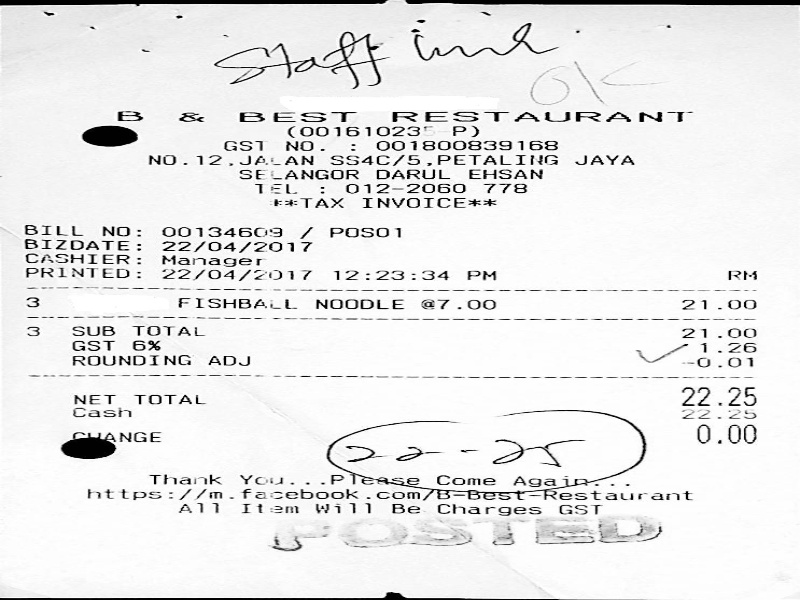 Staff
OK
B & BEST RESTAURANT
(001610235-P)
GST NO. : 001800839168
NO.12,JALAN SS4C/5,PETALING JAYA
SELANGOR DARUL EHSAN
TEL : 012-2060 778
**TAX INVOICE**
BILL NO: 00134609 / POS01
BIZDATE: 22/04/2017
CASHIER: Manager
PRINTED: 22/04/2017 12:23:34 PM RM
3 FISHBALL NOODLE @7.00 21.00
3 SUB TOTAL 21.00
GST 6% 1.26
ROUNDING ADJ -0.01
NET TOTAL 22.25
Cash 22.25
CHANGE 0.00
22-25
Thank You...Please Come Again...
https://m.facebook.com/B-Best-Restaurant
All Item Will Be Charges GST
POSTED